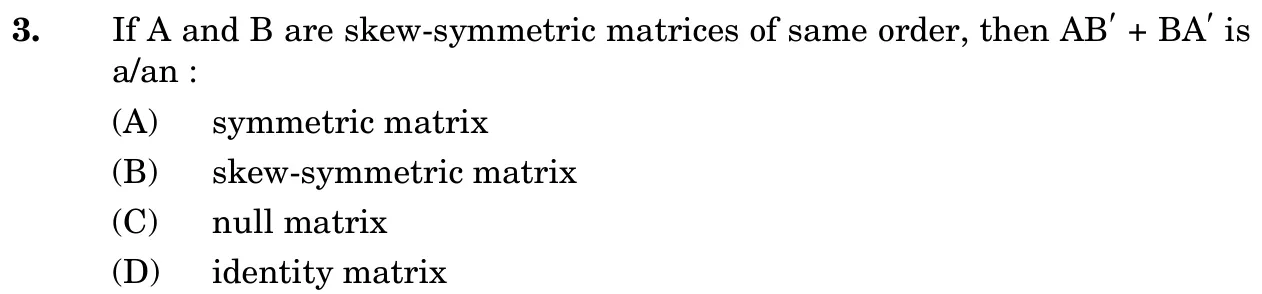 3. If A and B are skew-symmetric matrices of same order, then AB′ + BA′ is
a/an :
(A) symmetric matrix
(B) skew-symmetric matrix
(C) null matrix
(D) identity matrix